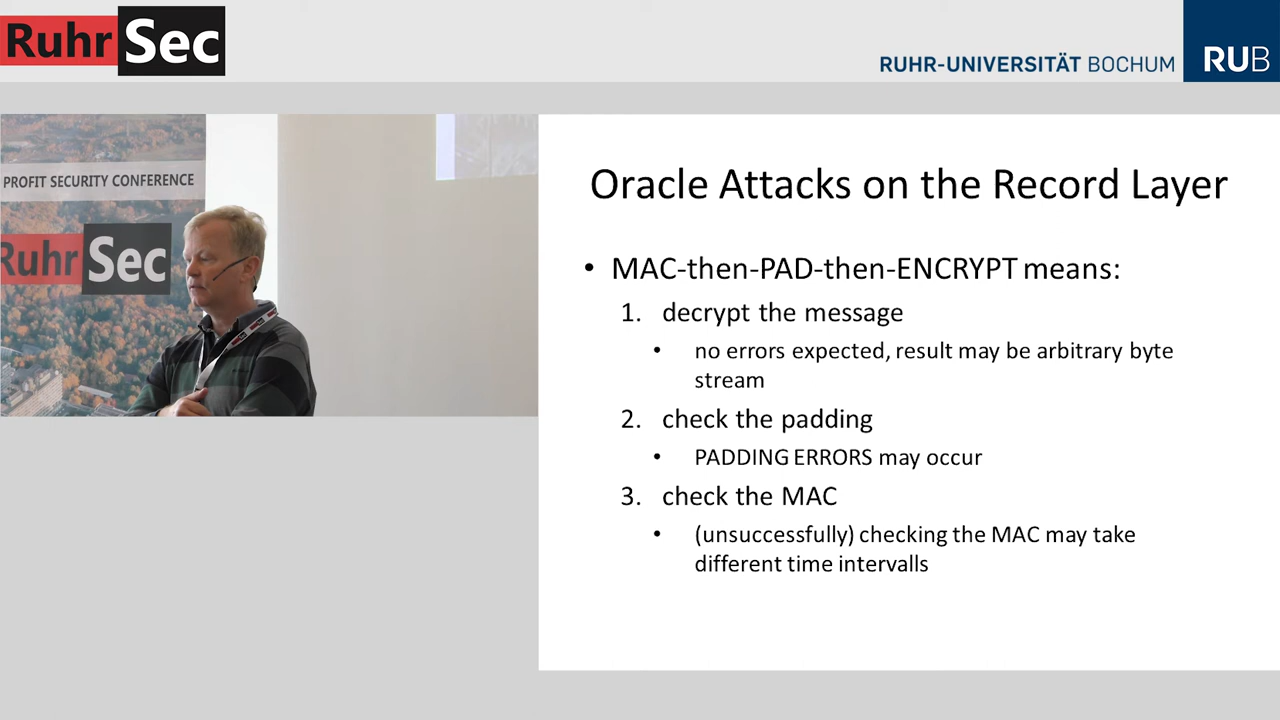 RuhrSec
RUHR-UNIVERSITÄT BOCHUM
RUB
PROFIT SECURITY CONFERENCE
RuhrSec
Oracle Attacks on the Record Layer
• MAC-then-PAD-then-ENCRYPT means:
1. decrypt the message
• no errors expected, result may be arbitrary byte
stream
2. check the padding
• PADDING ERRORS may occur
3. check the MAC
• (unsuccessfully) checking the MAC may take
different time intervalls